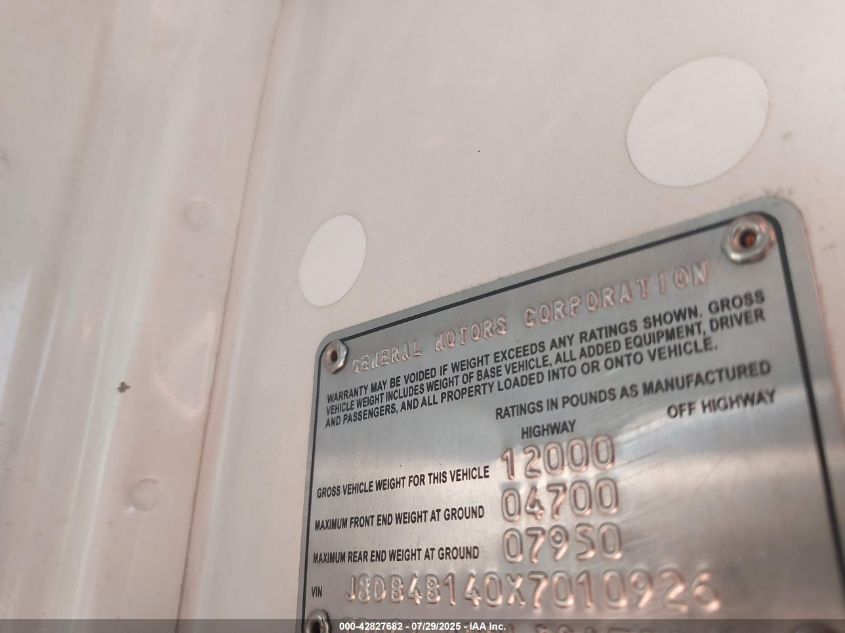 GENERAL MOTORS CORPORATION
WARRANTY MAY BE VOIDED IF WEIGHT EXCEEDS ANY RATINGS SHOWN. GROSS
VEHICLE WEIGHT INCLUDES WEIGHT OF BASE VEHICLE, ALL ADDED EQUIPMENT, DRIVER
AND PASSENGERS, AND ALL PROPERTY LOADED INTO OR ONTO VEHICLE.
RATINGS IN POUNDS AS MANUFACTURED
HIGHWAY OFF HIGHWAY
GROSS VEHICLE WEIGHT FOR THIS VEHICLE 12000
MAXIMUM FRONT END WEIGHT AT GROUND 04700
MAXIMUM REAR END WEIGHT AT GROUND 07950
VIN J8DB4B140X7010926
000-42827682 - 07/29/2025 - IAA Inc.